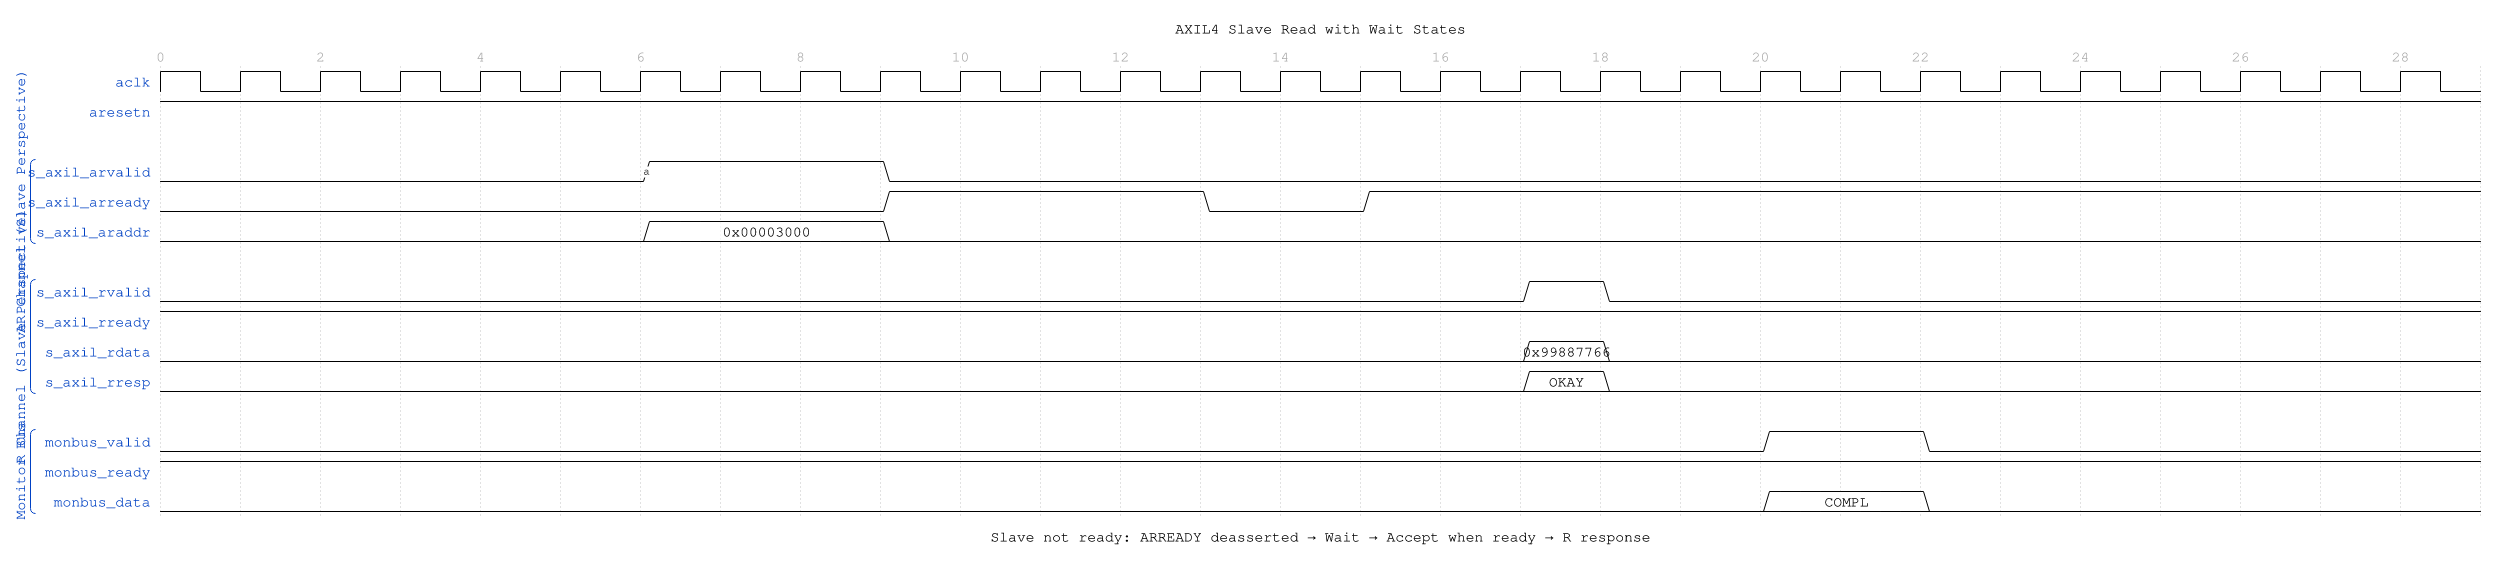 AXIL4 Slave Read with Wait States
0 2 4 6 8 10 12 14 16 18 20 22 24 26 28
aclk
aresetn
AR Channel (Slave Perspective)
s_axil_arvalid a
s_axil_arready
s_axil_araddr 0x00003000
R Channel (Slave Perspective)
s_axil_rvalid
s_axil_rready
s_axil_rdata 0x99887766
s_axil_rresp OKAY
Monitor Bus
monbus_valid
monbus_ready
monbus_data COMPL
Slave not ready: ARREADY deasserted → Wait → Accept when ready → R response